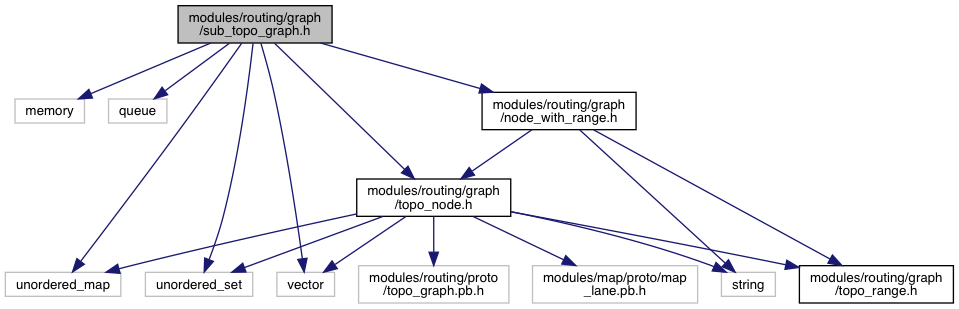 modules/routing/graph
/sub_topo_graph.h
memory
queue
modules/routing/graph
/node_with_range.h
modules/routing/graph
/topo_node.h
unordered_map
unordered_set
vector
modules/routing/proto
/topo_graph.pb.h
modules/map/proto/map
_lane.pb.h
string
modules/routing/graph
/topo_range.h